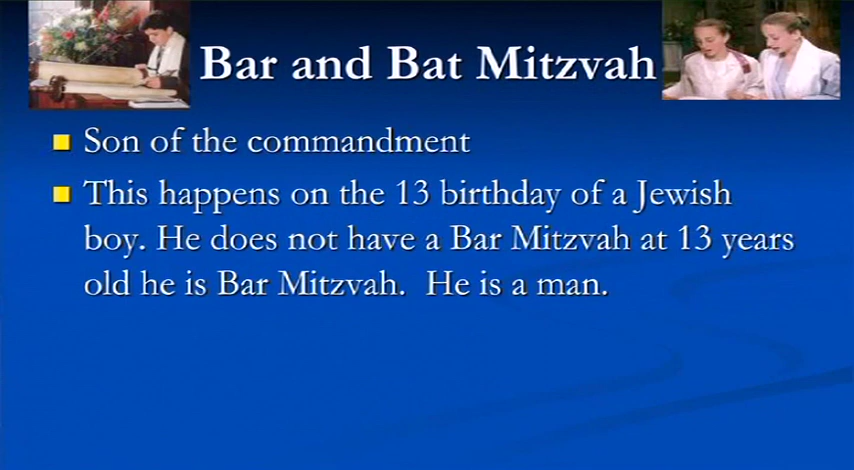 Bar and Bat Mitzvah
Son of the commandment
This happens on the 13 birthday of a Jewish
boy. He does not have a Bar Mitzvah at 13 years
old he is Bar Mitzvah.  He is a man.